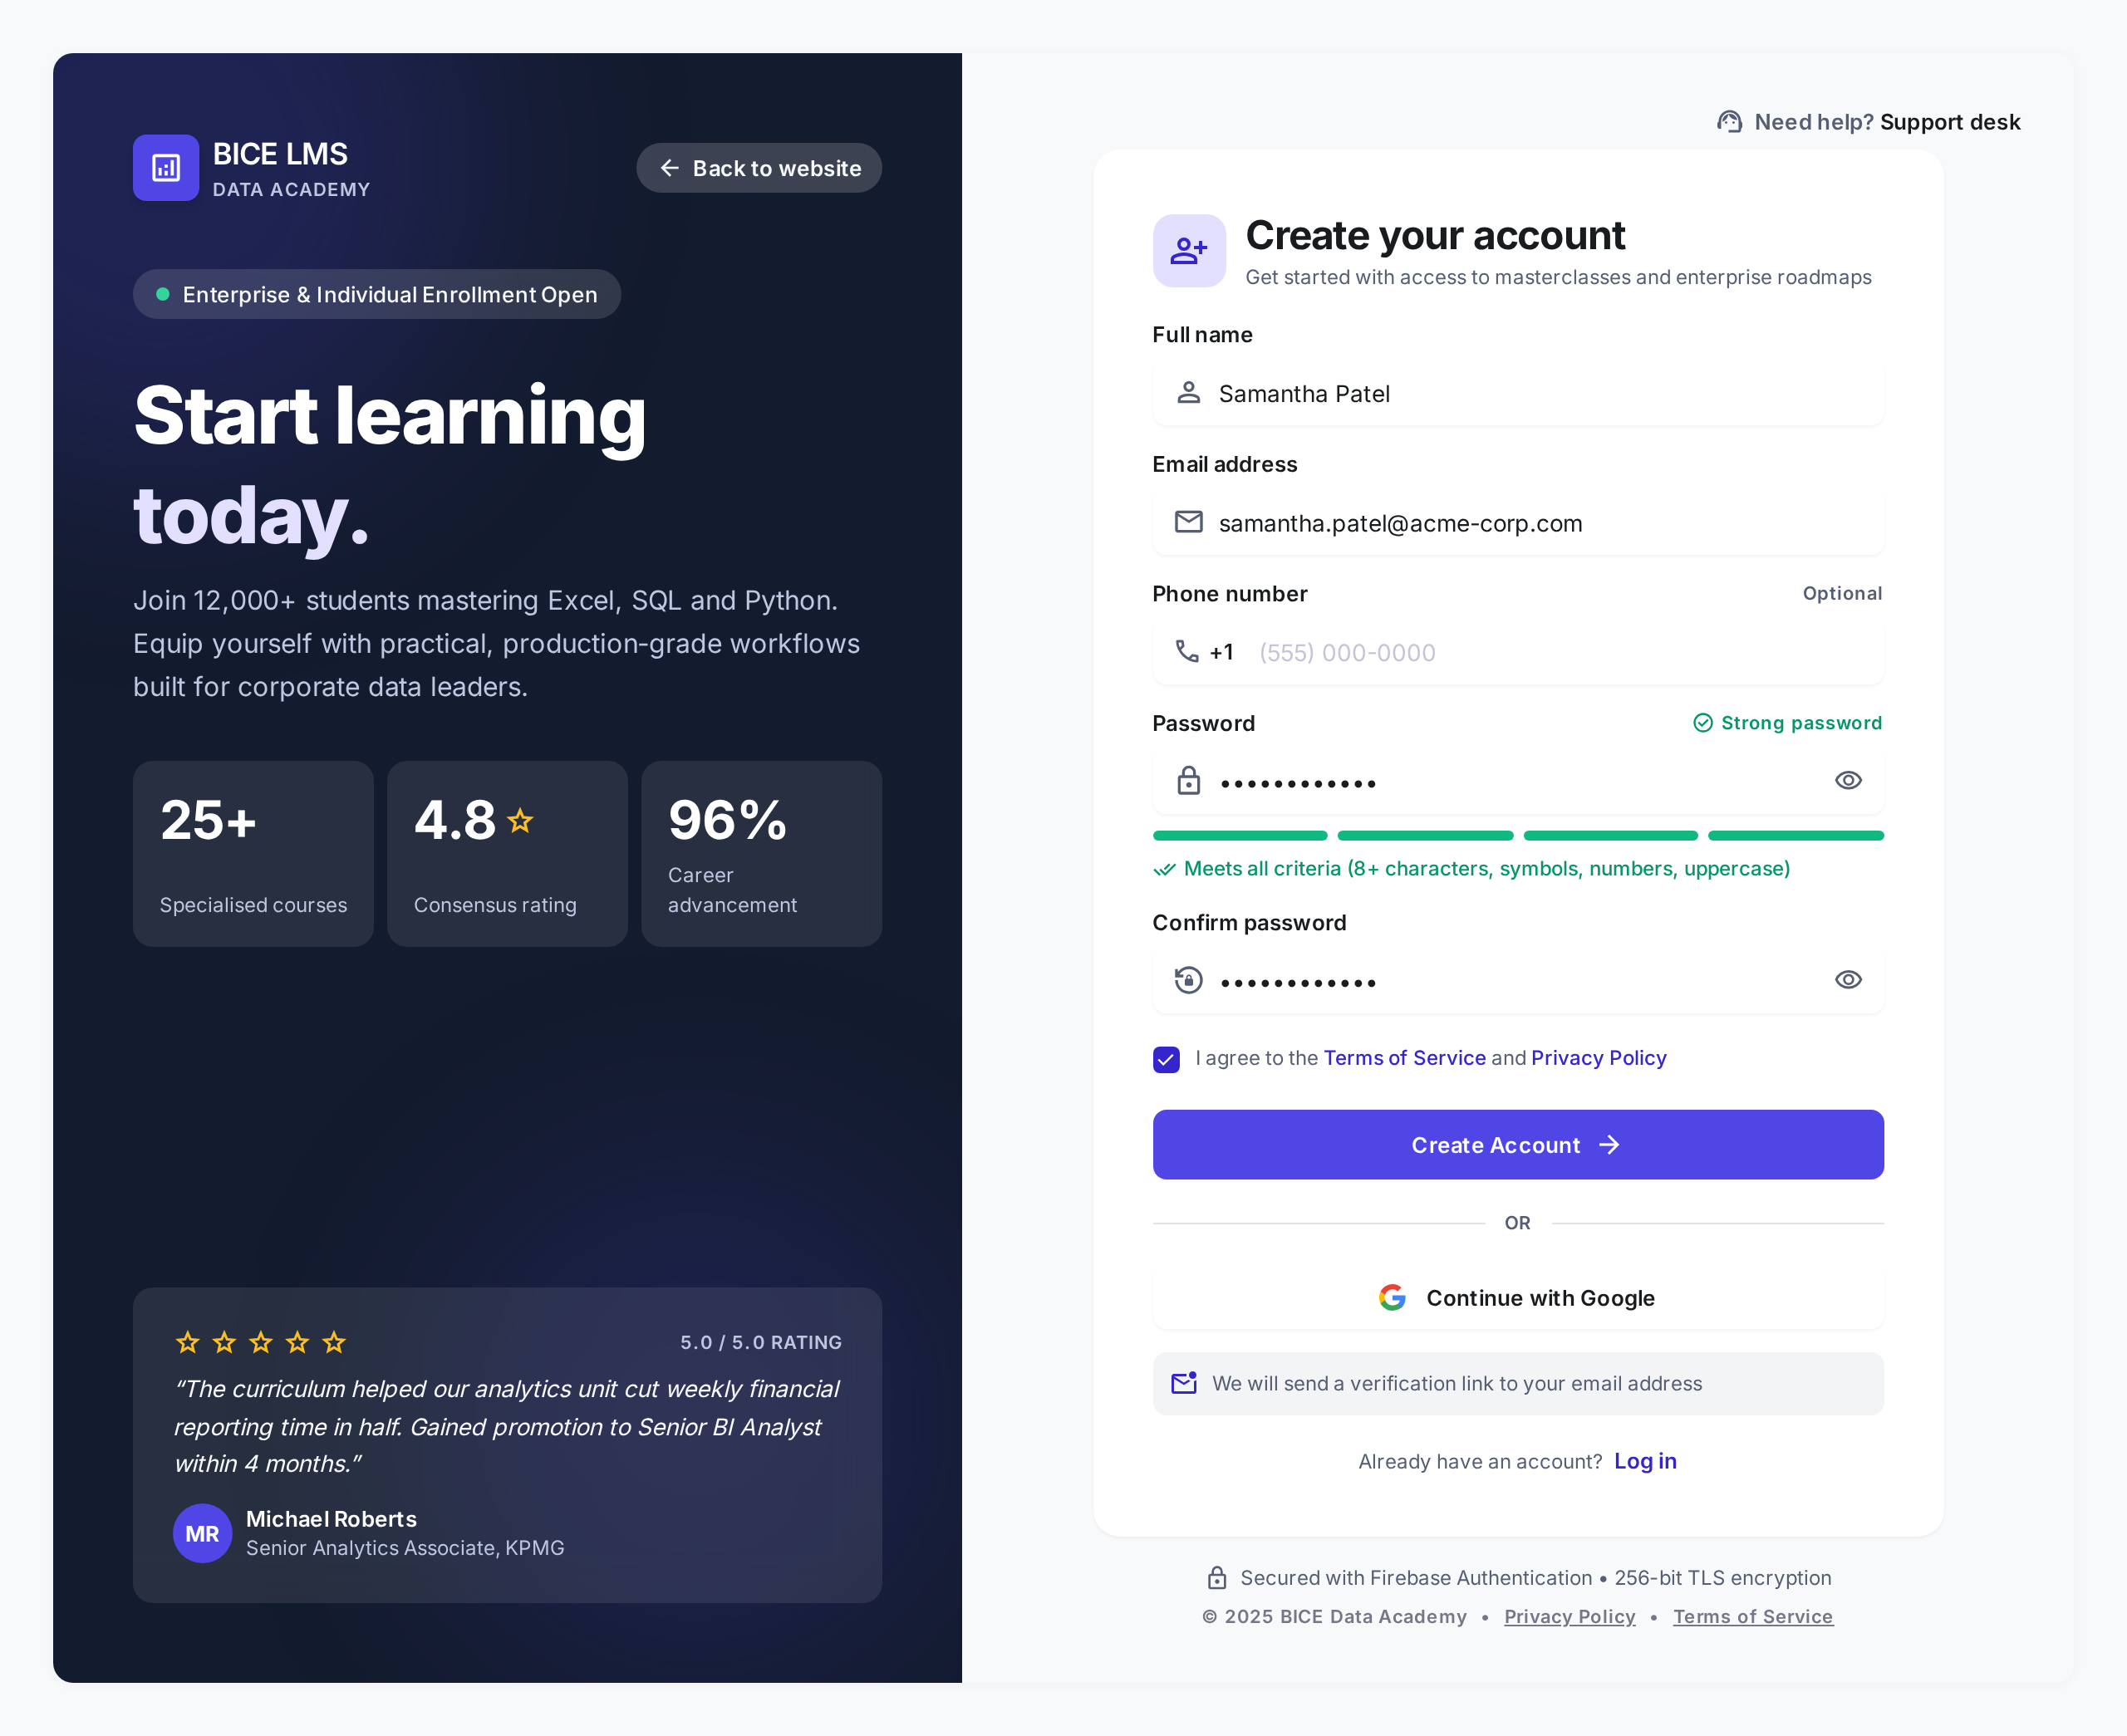 BICE LMS
DATA ACADEMY
Back to website
Enterprise & Individual Enrollment Open
Start learning
today.
Join 12,000+ students mastering Excel, SQL and Python.
Equip yourself with practical, production-grade workflows
built for corporate data leaders.
25+
Specialised courses
4.8
Consensus rating
96%
Career
advancement
5.0 / 5.0 RATING
“The curriculum helped our analytics unit cut weekly financial
reporting time in half. Gained promotion to Senior BI Analyst
within 4 months.”
MR
Michael Roberts
Senior Analytics Associate, KPMG
Need help? Support desk
Create your account
Get started with access to masterclasses and enterprise roadmaps
Full name
Samantha Patel
Email address
samantha.patel@acme-corp.com
Phone number
Optional
+1 (555) 000-0000
Password
Strong password
••••••••••••
Meets all criteria (8+ characters, symbols, numbers, uppercase)
Confirm password
••••••••••••
I agree to the Terms of Service and Privacy Policy
Create Account
OR
Continue with Google
We will send a verification link to your email address
Already have an account? Log in
Secured with Firebase Authentication • 256-bit TLS encryption
© 2025 BICE Data Academy • Privacy Policy • Terms of Service